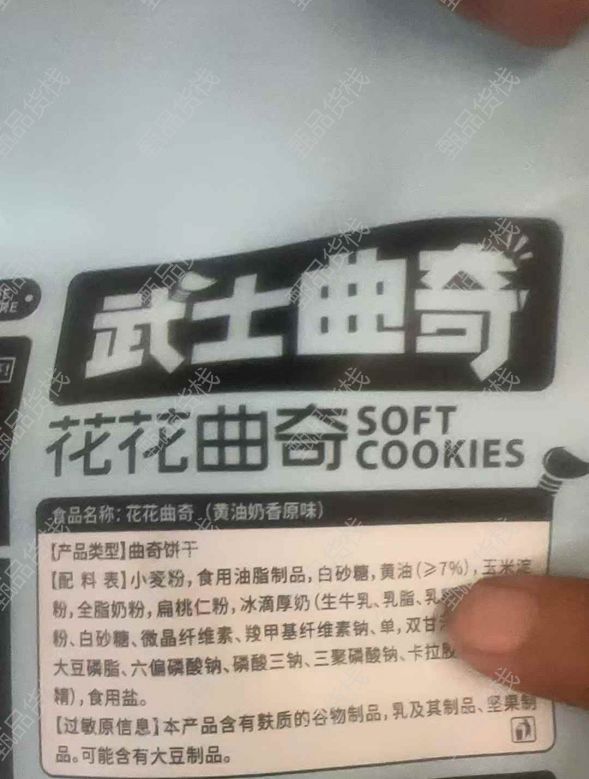 武士曲奇
花花曲奇 SOFT COOKIES
食品名称：花花曲奇（黄油奶香原味）
【产品类型】曲奇饼干
【配 料 表】小麦粉，食用油脂制品，白砂糖，黄油（≥7%），玉米淀
粉，全脂奶粉，扁桃仁粉，冰滴厚奶（生牛乳、乳脂、乳
粉、白砂糖、微晶纤维素、羧甲基纤维素钠、单，双甘
大豆磷脂、六偏磷酸钠、磷酸三钠、三聚磷酸钠、卡拉胶
精），食用盐。
【过敏原信息】本产品含有麸质的谷物制品，乳及其制品、坚果制
品。可能含有大豆制品。
甄品货栈